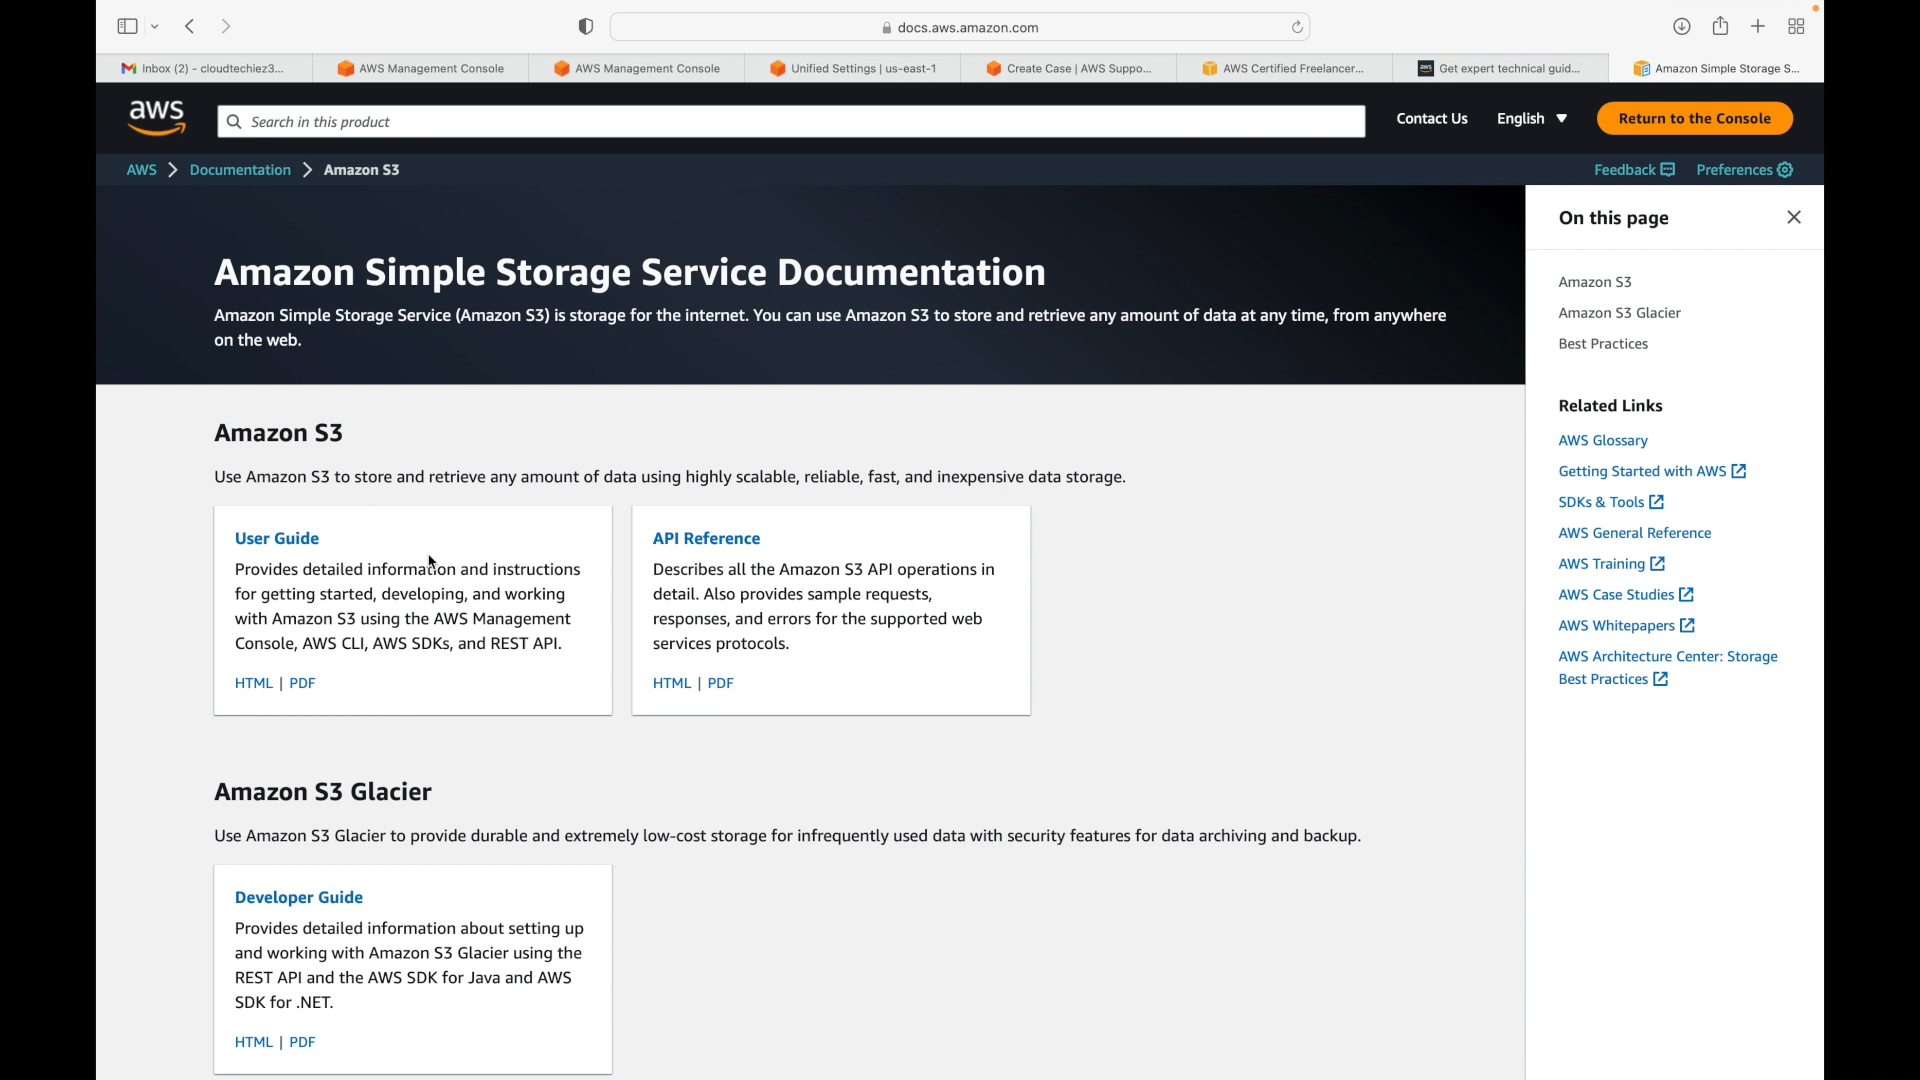 docs.aws.amazon.com
Inbox (2) - cloudtechiez3...
AWS Management Console
AWS Management Console
Unified Settings | us-east-1
Create Case | AWS Suppo...
AWS Certified Freelancer...
aws
Get expert technical guid...
Amazon Simple Storage S...
aws
Search in this product
Contact Us
English
Return to the Console
AWS
Documentation
Amazon S3
Feedback
Preferences
Amazon Simple Storage Service Documentation
Amazon Simple Storage Service (Amazon S3) is storage for the internet. You can use Amazon S3 to store and retrieve any amount of data at any time, from anywhere
on the web.
Amazon S3
Use Amazon S3 to store and retrieve any amount of data using highly scalable, reliable, fast, and inexpensive data storage.
User Guide
Provides detailed information and instructions
for getting started, developing, and working
with Amazon S3 using the AWS Management
Console, AWS CLI, AWS SDKs, and REST API.
HTML | PDF
API Reference
Describes all the Amazon S3 API operations in
detail. Also provides sample requests,
responses, and errors for the supported web
services protocols.
HTML | PDF
Amazon S3 Glacier
Use Amazon S3 Glacier to provide durable and extremely low-cost storage for infrequently used data with security features for data archiving and backup.
Developer Guide
Provides detailed information about setting up
and working with Amazon S3 Glacier using the
REST API and the AWS SDK for Java and AWS
SDK for .NET.
HTML | PDF
On this page
Amazon S3
Amazon S3 Glacier
Best Practices
Related Links
AWS Glossary
Getting Started with AWS
SDKs & Tools
AWS General Reference
AWS Training
AWS Case Studies
AWS Whitepapers
AWS Architecture Center: Storage
Best Practices